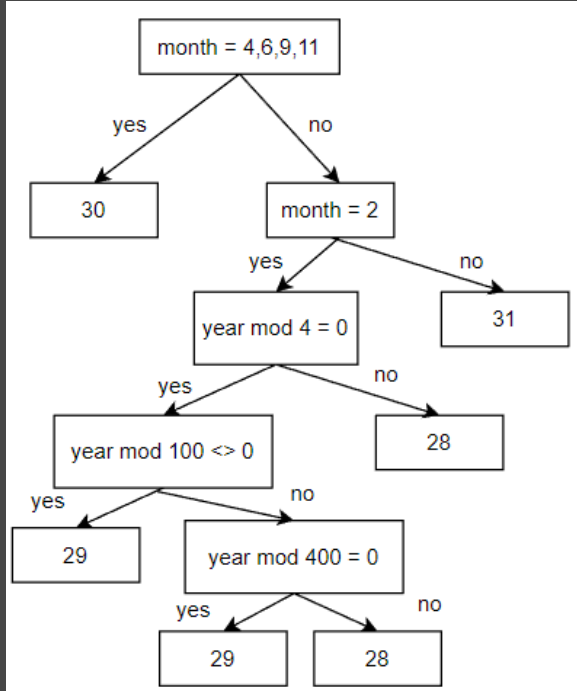 month = 4,6,9,11
yes
no
30
month = 2
yes
no
year mod 4 = 0
31
yes
no
year mod 100 <> 0
28
yes
no
29
year mod 400 = 0
yes
no
29
28